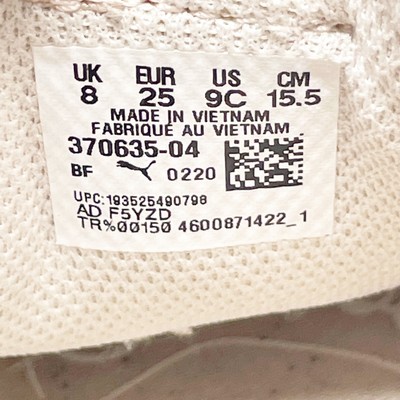 UK EUR US CM
8 25 9C 15.5
MADE IN VIETNAM
FABRIQUÉ AU VIETNAM
370635-04
BF 0220
UPC:193525490798
AD F5YZD
TR%00150 4600871422_1